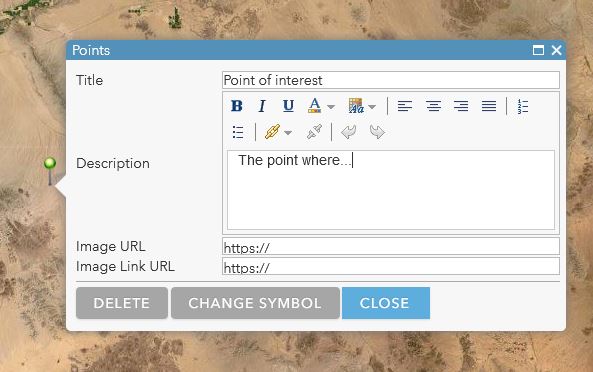 Points
Title
Point of interest
B I U A Aa
Description
The point where...
Image URL
https://
Image Link URL
https://
DELETE
CHANGE SYMBOL
CLOSE